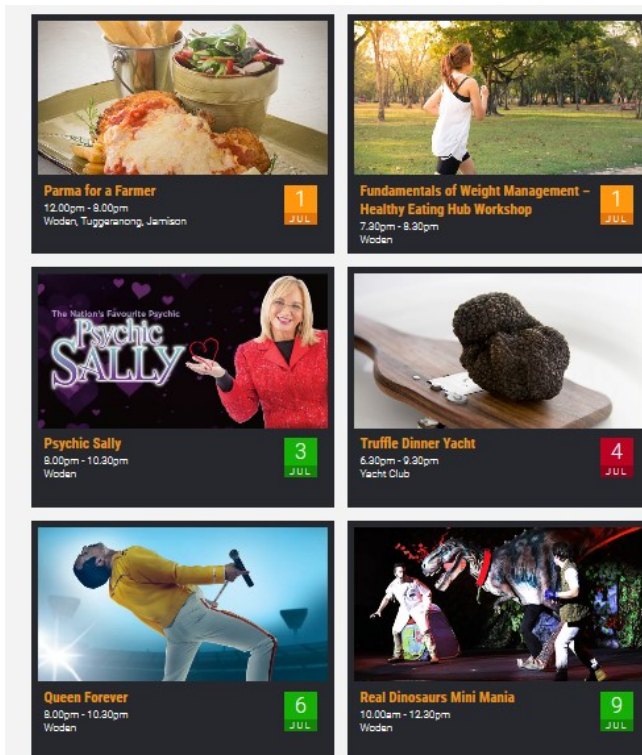 Parma for a Farmer
12.00pm - 8.00pm
Woden, Tuggeranong, Jamison
1
JUL
Fundamentals of Weight Management –
Healthy Eating Hub Workshop
7.30pm - 8.30pm
Woden
1
JUL
The Nation's Favourite Psychic
Psychic
SALLY
Psychic Sally
8.00pm - 10.30pm
Woden
3
JUL
Truffle Dinner Yacht
6.30pm - 9.30pm
Yacht Club
4
JUL
Queen Forever
8.00pm - 10.30pm
Woden
6
JUL
Real Dinosaurs Mini Mania
10.00am - 12.30pm
Woden
9
JUL